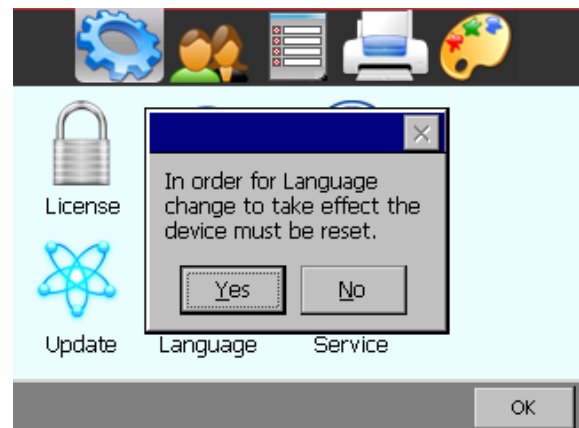 License
In order for Language
change to take effect the
device must be reset.
Yes
No
Update
Language
Service
OK